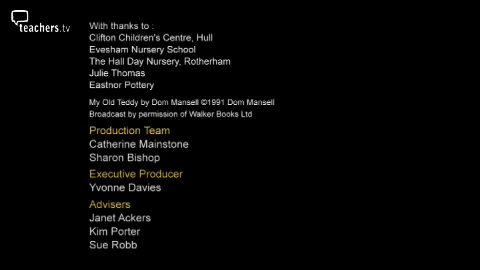 teachers.tv
With thanks to :
Clifton Children's Centre, Hull
Evesham Nursery School
The Hall Day Nursery, Rotherham
Julie Thomas
Eastnor Pottery
My Old Teddy by Dom Mansell ©1991 Dom Mansell
Broadcast by permission of Walker Books Ltd
Production Team
Catherine Mainstone
Sharon Bishop
Executive Producer
Yvonne Davies
Advisers
Janet Ackers
Kim Porter
Sue Robb